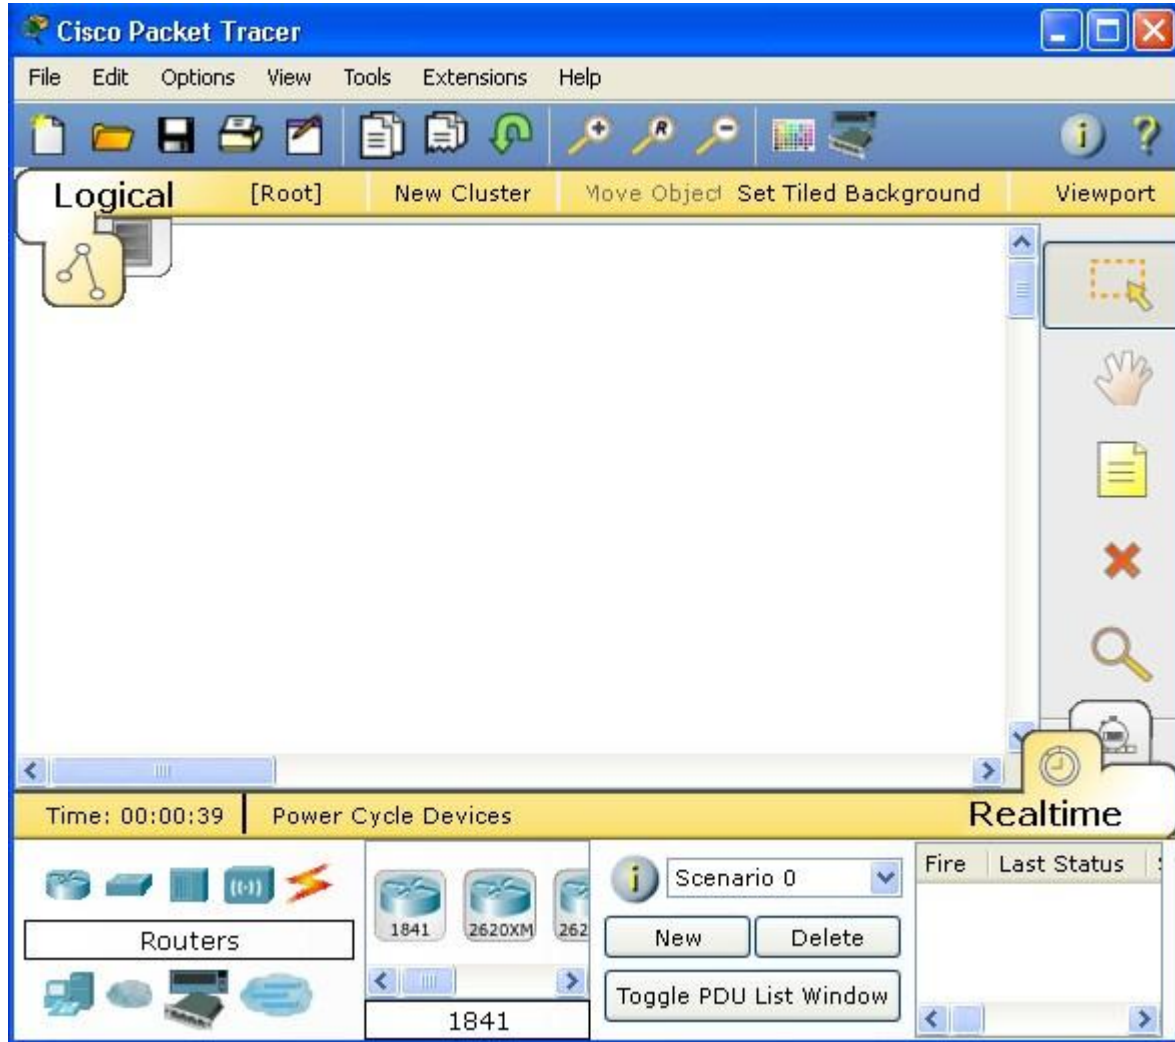 Cisco Packet Tracer
File Edit Options View Tools Extensions Help
R
i ?
Logical [Root] New Cluster Move Object Set Tiled Background Viewport
Time: 00:00:39 Power Cycle Devices Realtime
i Scenario 0 Fire Last Status
1841 2620XM 262
Routers New Delete
Toggle PDU List Window
1841